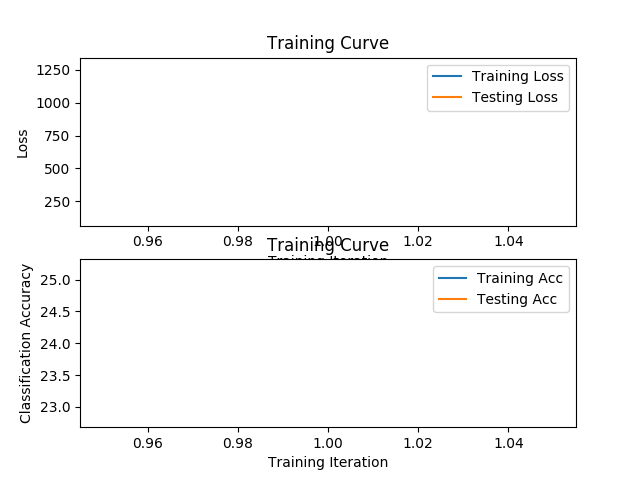 Training Curve
1250
1000
750
500
250
Loss
Training Loss
Testing Loss
0.96 0.98 1.00 1.02 1.04
Training Iteration
Training Curve
25.0
24.5
24.0
23.5
23.0
Classification Accuracy
Training Acc
Testing Acc
0.96 0.98 1.00 1.02 1.04
Training Iteration